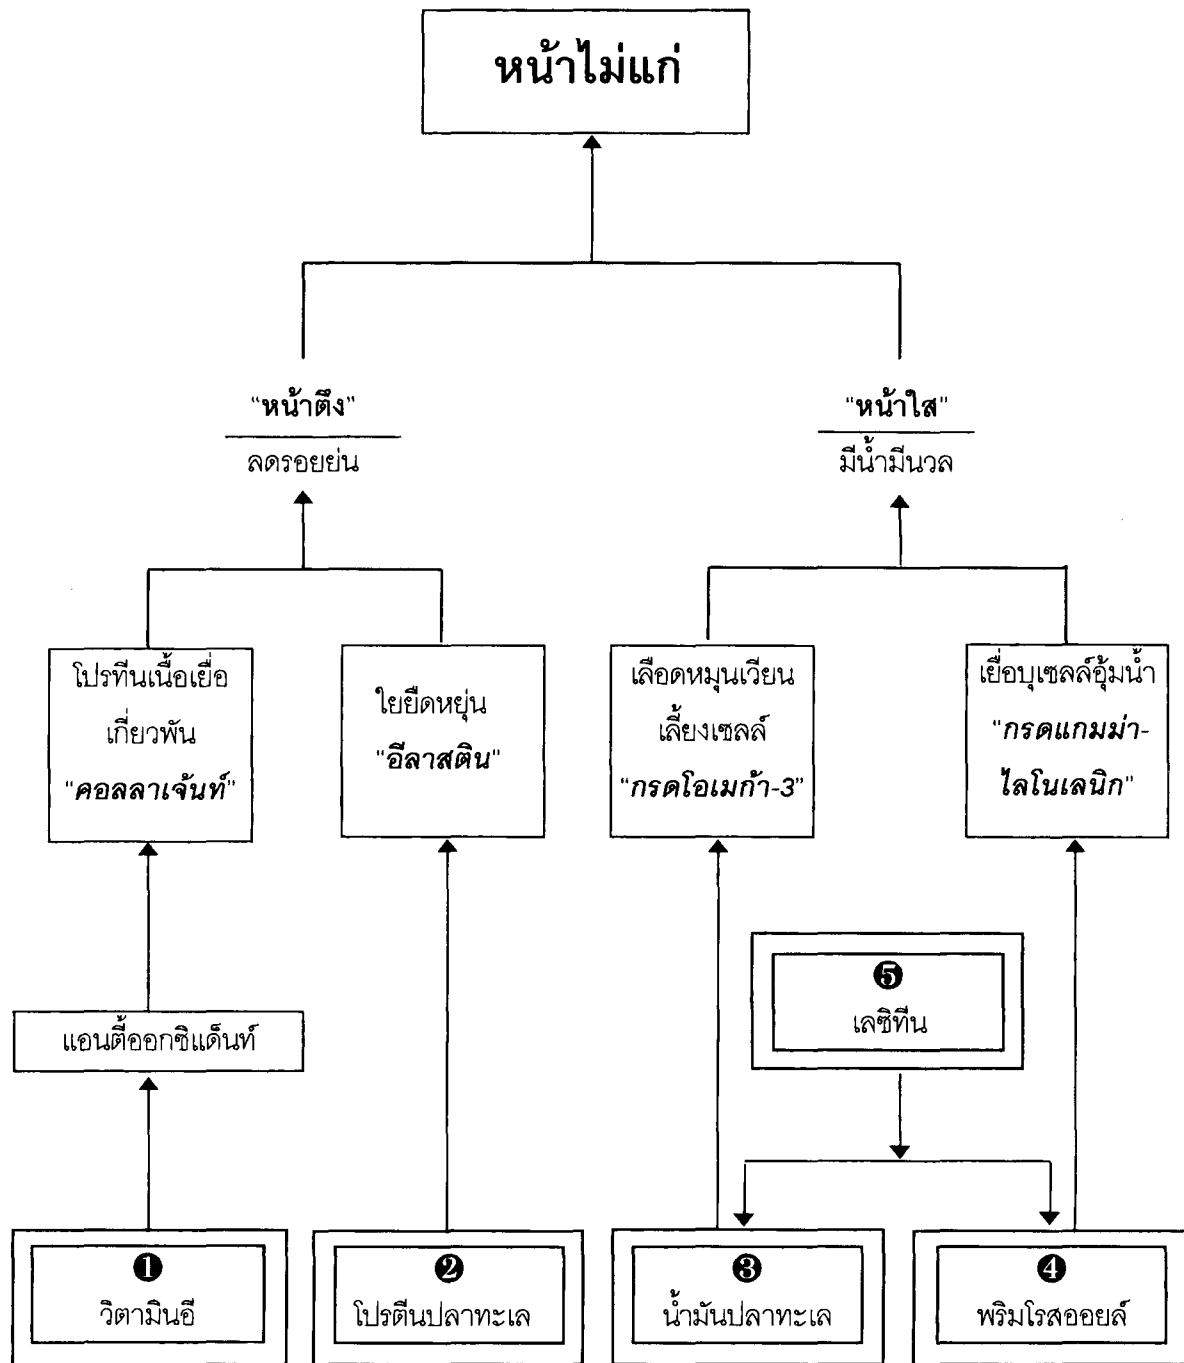 หน้าไม่แก่
“หน้าตึง”
ลดรอยย่น
“หน้าใส”
มีน้ำมีนวล
โปรทีนเนื้อเยื่อ
เกี่ยวพัน
“คอลลาเจ้นท์”
ใยยืดหยุ่น
“อีลาสติน”
เลือดหมุนเวียน
เลี้ยงเซลล์
“กรดโอเมก้า-3”
เยื่อบุเซลล์อุ้มน้ำ
“กรดแกมม่า-
ไลโนเลนิก”
❺
เลซิทีน
แอนตี้ออกซิแด็นท์
❶
วิตามินอี
❷
โปรตีนปลาทะเล
❸
น้ำมันปลาทะเล
❹
พริมโรสออยล์